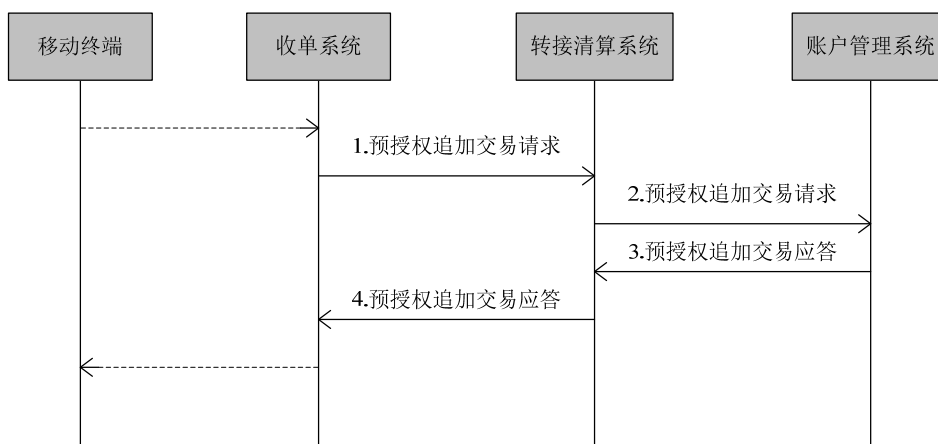 移动终端
收单系统
转接清算系统
账户管理系统
1.预授权追加交易请求
2.预授权追加交易请求
3.预授权追加交易应答
4.预授权追加交易应答